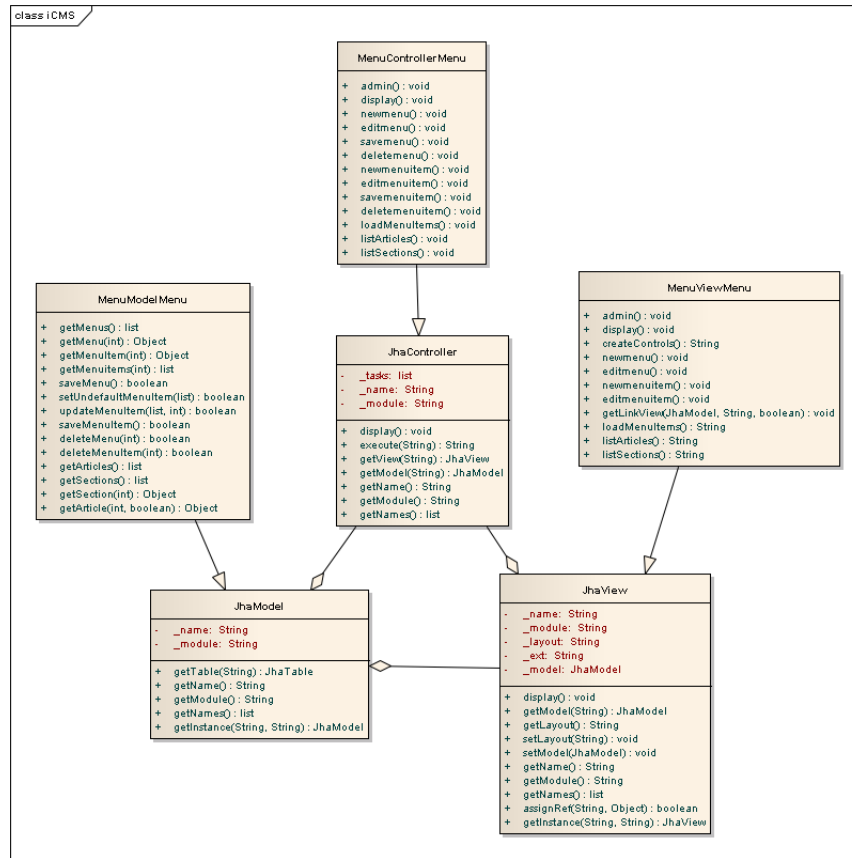 class iCMS
MenuControllerMenu
+ admin() : void
+ display() : void
+ newmenu() : void
+ editmenu() : void
+ savemenu() : void
+ deletemenu() : void
+ newmenuitem() : void
+ editmenuitem() : void
+ savemenuitem() : void
+ deletemenuitem() : void
+ loadMenuItems() : void
+ listArticles() : void
+ listSections() : void
MenuModelMenu
+ getMenus() : list
+ getMenu(int) : Object
+ getMenuItem(int) : Object
+ getMenuitems(int) : list
+ saveMenu() : boolean
+ setUndefaultMenuItem(list) : boolean
+ updateMenuItem(list, int) : boolean
+ saveMenuItem() : boolean
+ deleteMenu(int) : boolean
+ deleteMenuItem(int) : boolean
+ getArticles() : list
+ getSections() : list
+ getSection(int) : Object
+ getArticle(int, boolean) : Object
MenuViewMenu
+ admin() : void
+ display() : void
+ createControls() : String
+ newmenu() : void
+ editmenu() : void
+ newmenuitem() : void
+ editmenuitem() : void
+ getLinkView(JhaModel, String, boolean) : void
+ loadMenuItems() : String
+ listArticles() : String
+ listSections() : String
JhaController
- _tasks: list
- _name: String
- _module: String
+ display() : void
+ execute(String) : String
+ getView(String) : JhaView
+ getModel(String) : JhaModel
+ getName() : String
+ getModule() : String
+ getNames() : list
JhaModel
- _name: String
- _module: String
+ getTable(String) : JhaTable
+ getName() : String
+ getModule() : String
+ getNames() : list
+ getInstance(String, String) : JhaModel
JhaView
- _name: String
- _module: String
- _layout: String
- _ext: String
- _model: JhaModel
+ display() : void
+ getModel(String) : JhaModel
+ getLayout() : String
+ setLayout(String) : void
+ setModel(JhaModel) : void
+ getName() : String
+ getModule() : String
+ getNames() : list
+ assignRef(String, Object) : boolean
+ getInstance(String, String) : JhaView